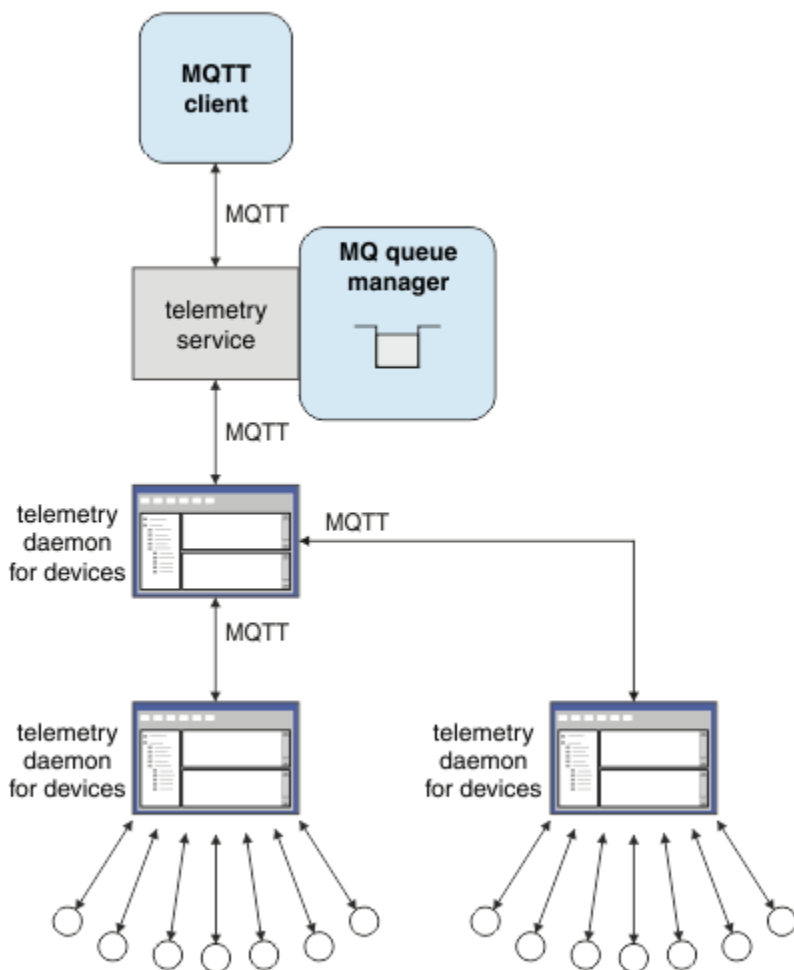 MQTT
client
MQTT
MQ queue
manager
telemetry
service
MQTT
telemetry
daemon
for devices
MQTT
MQTT
telemetry
daemon
for devices
telemetry
daemon
for devices